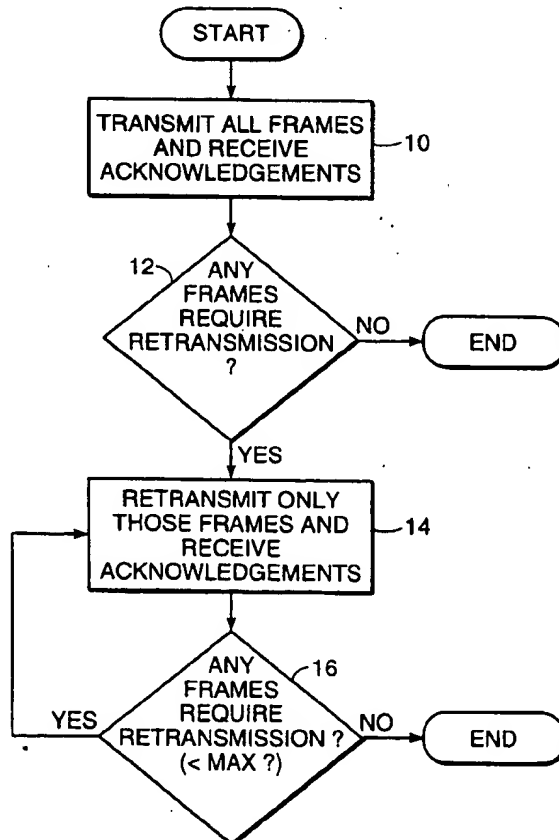 START
TRANSMIT ALL FRAMES
AND RECEIVE
ACKNOWLEDGEMENTS
10
12
ANY
FRAMES
REQUIRE
RETRANSMISSION
?
NO
END
YES
RETRANSMIT ONLY
THOSE FRAMES AND
RECEIVE
ACKNOWLEDGEMENTS
14
16
ANY
FRAMES
REQUIRE
RETRANSMISSION ?
(< MAX ?)
YES
NO
END